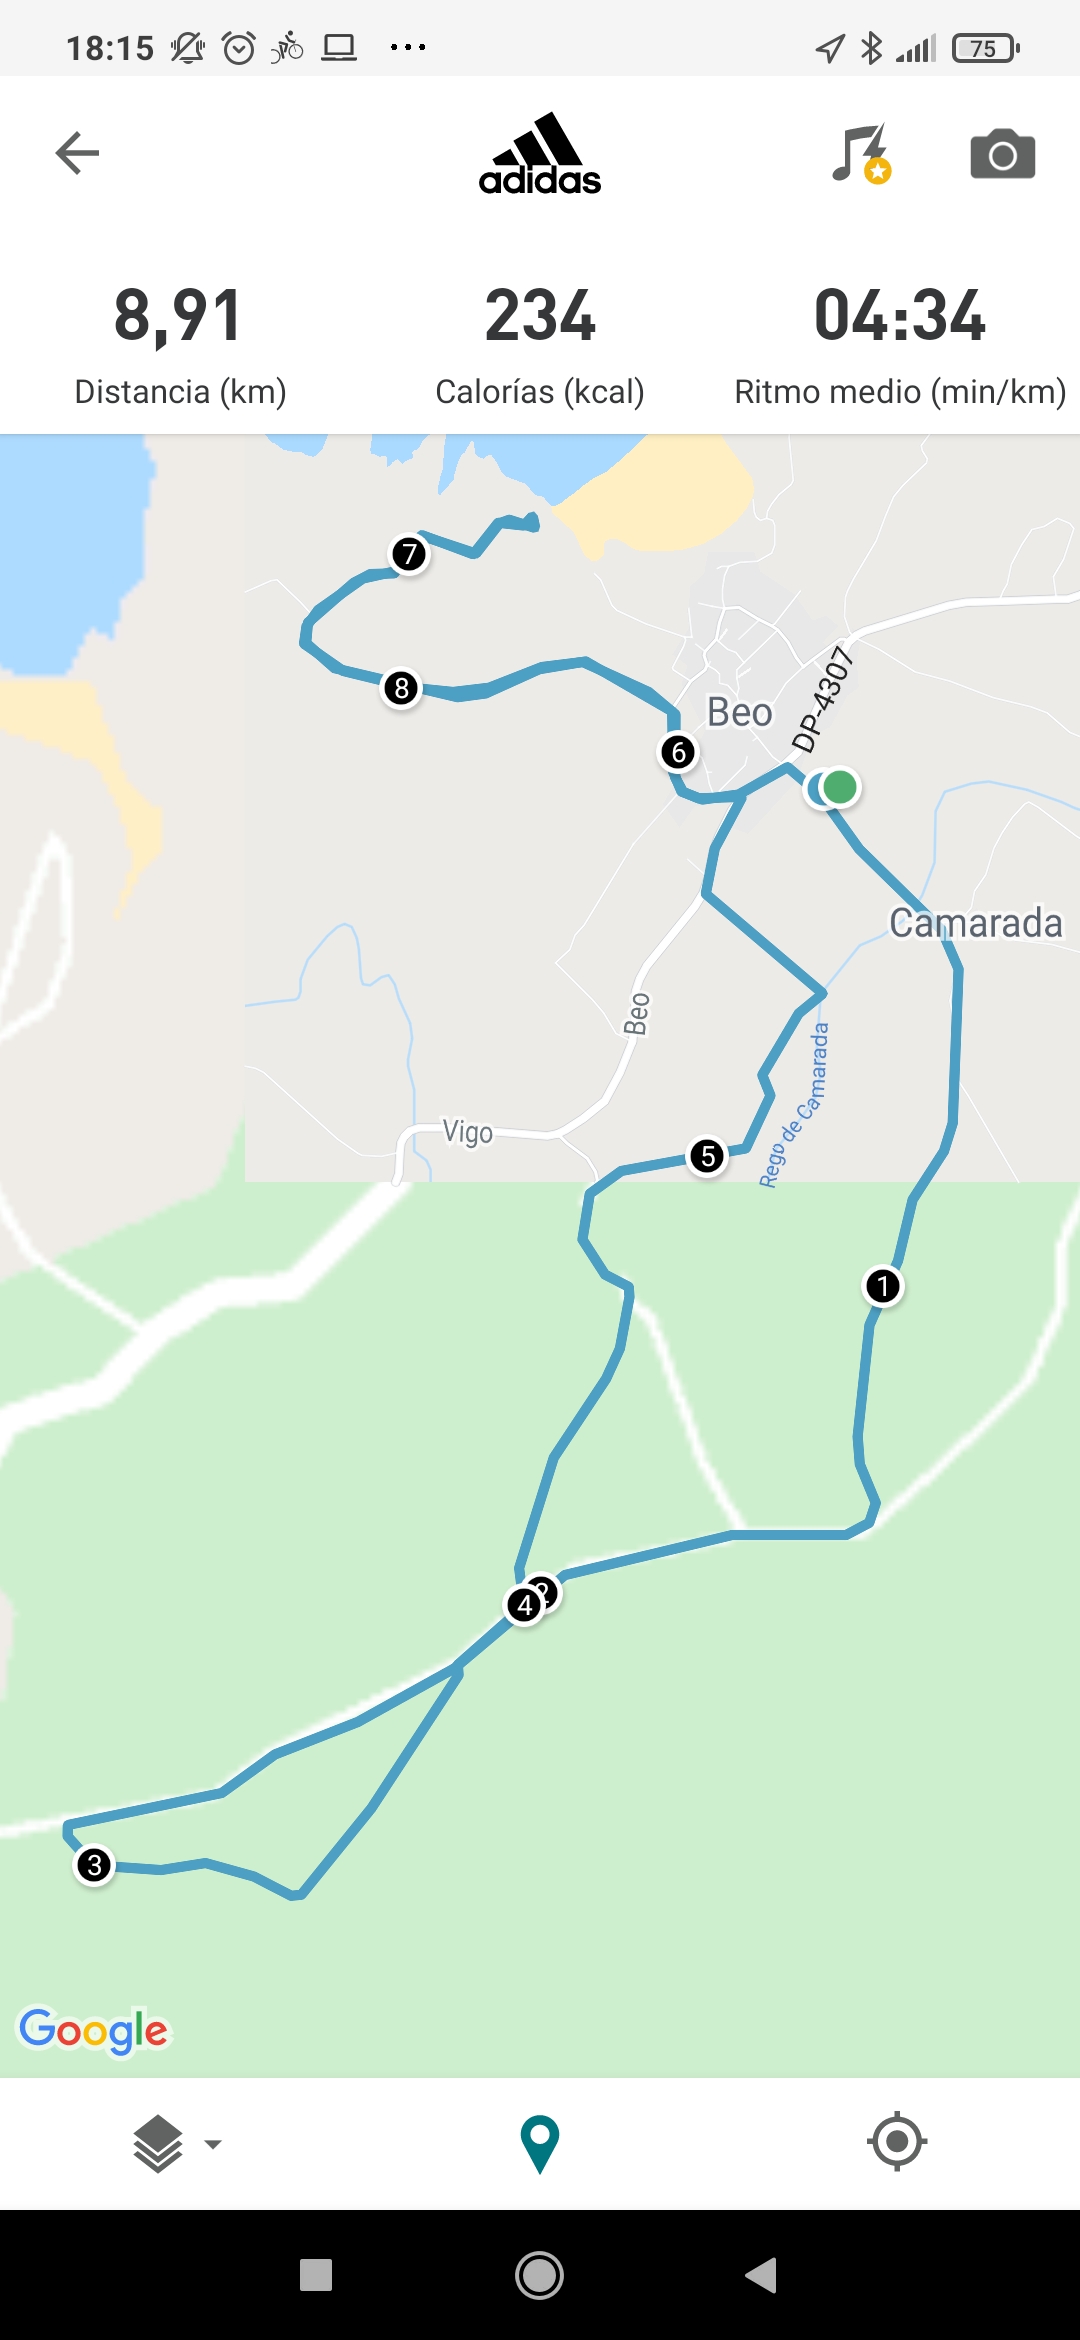 18:15
75
adidas
8,91
234
04:34
Distancia (km)
Calorías (kcal)
Ritmo medio (min/km)
7
8
6
Beo
DP-4307
Camarada
Beo
Rego de Camarada
Vigo
5
1
2
4
3
Google